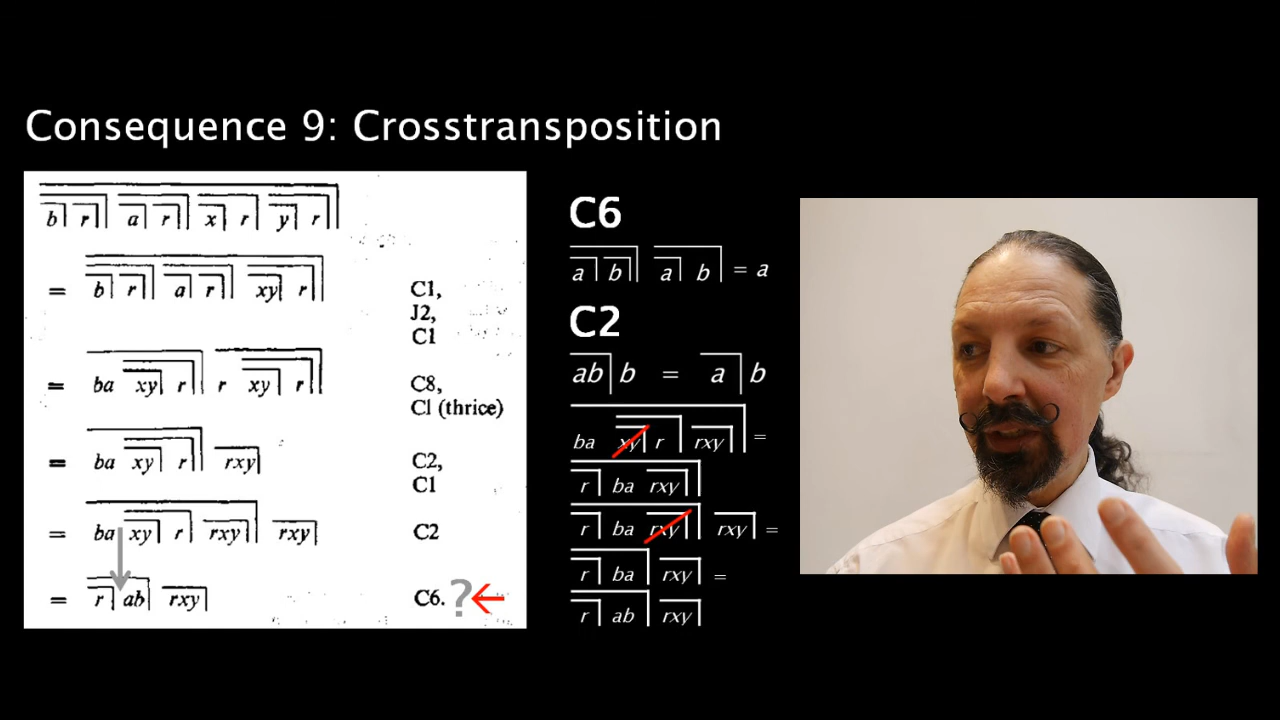 Consequence 9: Crosstransposition
b r a r x r y r
= b r a r xy r C1,
J2,
C1
= ba xy r r xy r C8,
C1 (thrice)
= ba xy r rxy C2,
C1
= ba xy r rxy rxy C2
= r ab rxy C6. ?
C6
a b a b = a
C2
ab b = a b
ba xy r rxy =
r ba rxy
r ba rxy rxy =
r ba rxy =
r ab rxy